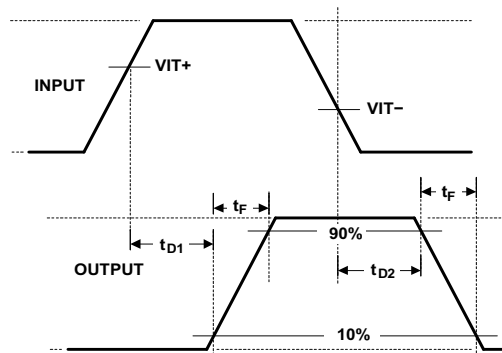 VIT+
INPUT
VIT−
tF
tF
tD1
90%
OUTPUT
tD2
10%